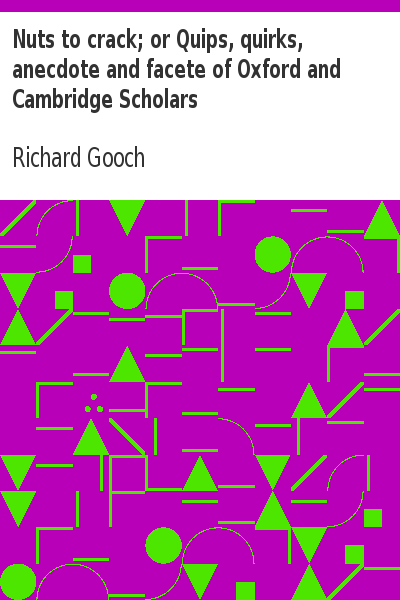 Nuts to crack; or Quips, quirks,
anecdote and facete of Oxford and
Cambridge Scholars
Richard Gooch